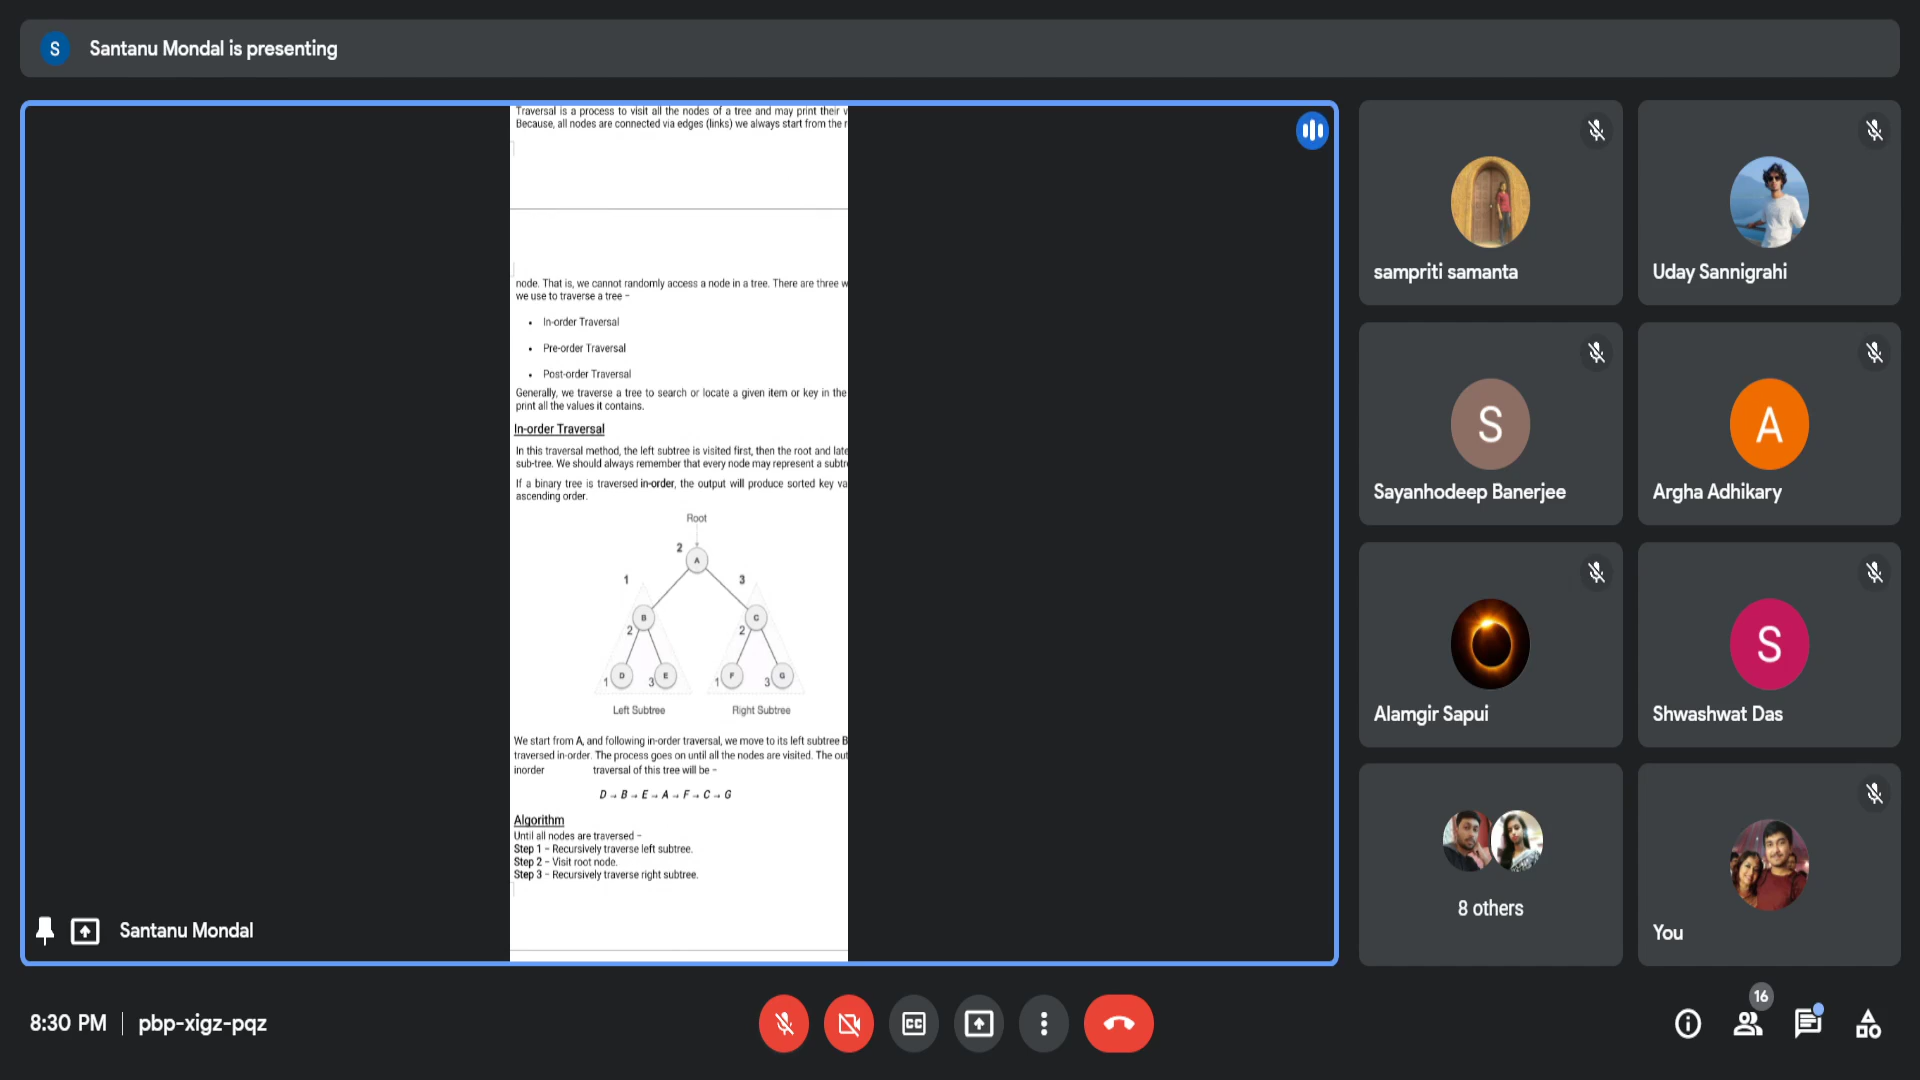 S Santanu Mondal is presenting
Traversal is a process to visit all the nodes of a tree and may print their
Because, all nodes are connected via edges (links) we always start from the
node. That is, we cannot randomly access a node in a tree. There are three
we use to traverse a tree –
• In-order Traversal
• Pre-order Traversal
• Post-order Traversal
Generally, we traverse a tree to search or locate a given item or key in the
print all the values it contains.
In-order Traversal
In this traversal method, the left subtree is visited first, then the root and
sub-tree. We should always remember that every node may represent a
If a binary tree is traversed in-order, the output will produce sorted key
ascending order.
Root
2
A
1 3
B C
2 2
D E F G
1 3 1 3
Left Subtree Right Subtree
We start from A, and following in-order traversal, we move to its left subtree B
traversed in-order. The process goes on until all the nodes are visited. The
inorder traversal of this tree will be –
D → B → E → A → F → C → G
Algorithm
Until all nodes are traversed –
Step 1 – Recursively traverse left subtree.
Step 2 – Visit root node.
Step 3 – Recursively traverse right subtree.
Santanu Mondal
sampriti samanta
Uday Sannigrahi
S
Sayanhodeep Banerjee
A
Argha Adhikary
Alamgir Sapui
S
Shwashwat Das
8 others
You
8:30 PM | pbp-xigz-pqz
CC
16